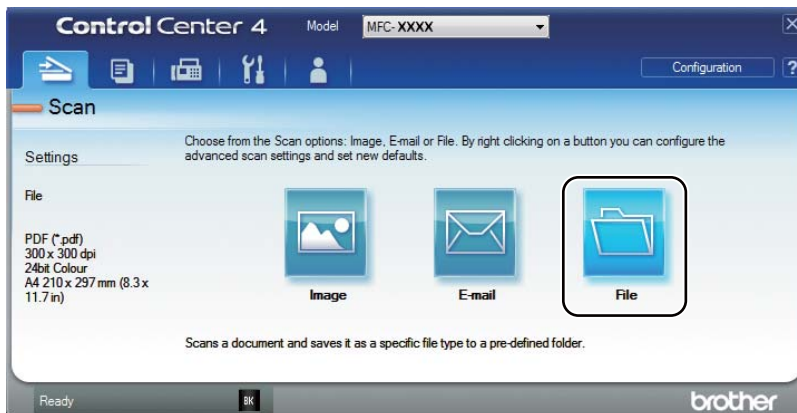 Control Center 4
Model
MFC-XXXX
Configuration
?
Scan
Settings
Choose from the Scan options: Image, E-mail or File. By right clicking on a button you can configure the
advanced scan settings and set new defaults.
File
PDF (*.pdf)
300 x 300 dpi
24bit Colour
A4 210 x 297 mm (8.3 x
11.7 in)
Image
E-mail
File
Scans a document and saves it as a specific file type to a pre-defined folder.
Ready
BK
brother